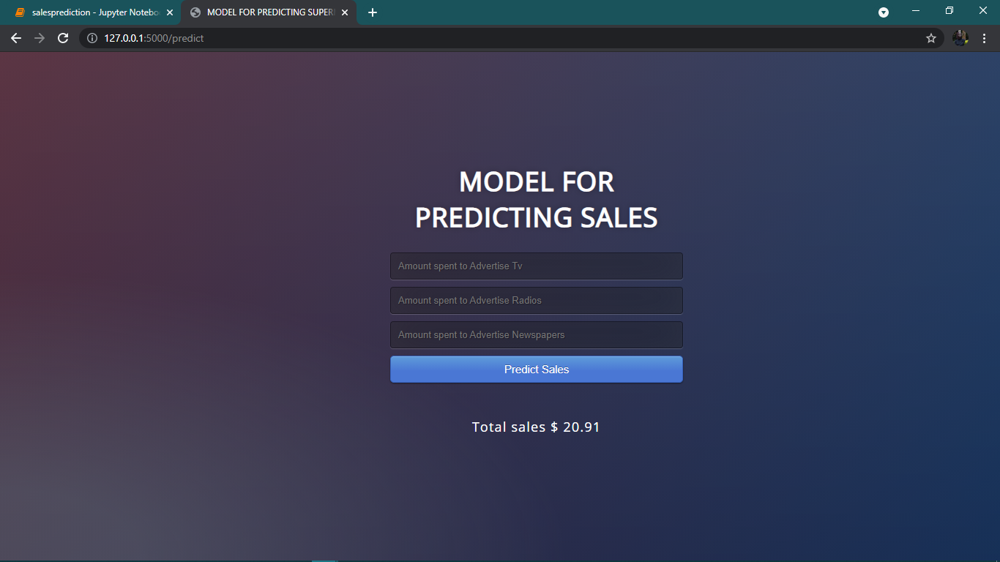 salesprediction - Jupyter Notebo
MODEL FOR PREDICTING SUPER
127.0.0.1:5000/predict
MODEL FOR
PREDICTING SALES
Amount spent to Advertise Tv
Amount spent to Advertise Radios
Amount spent to Advertise Newspapers
Predict Sales
Total sales $ 20.91